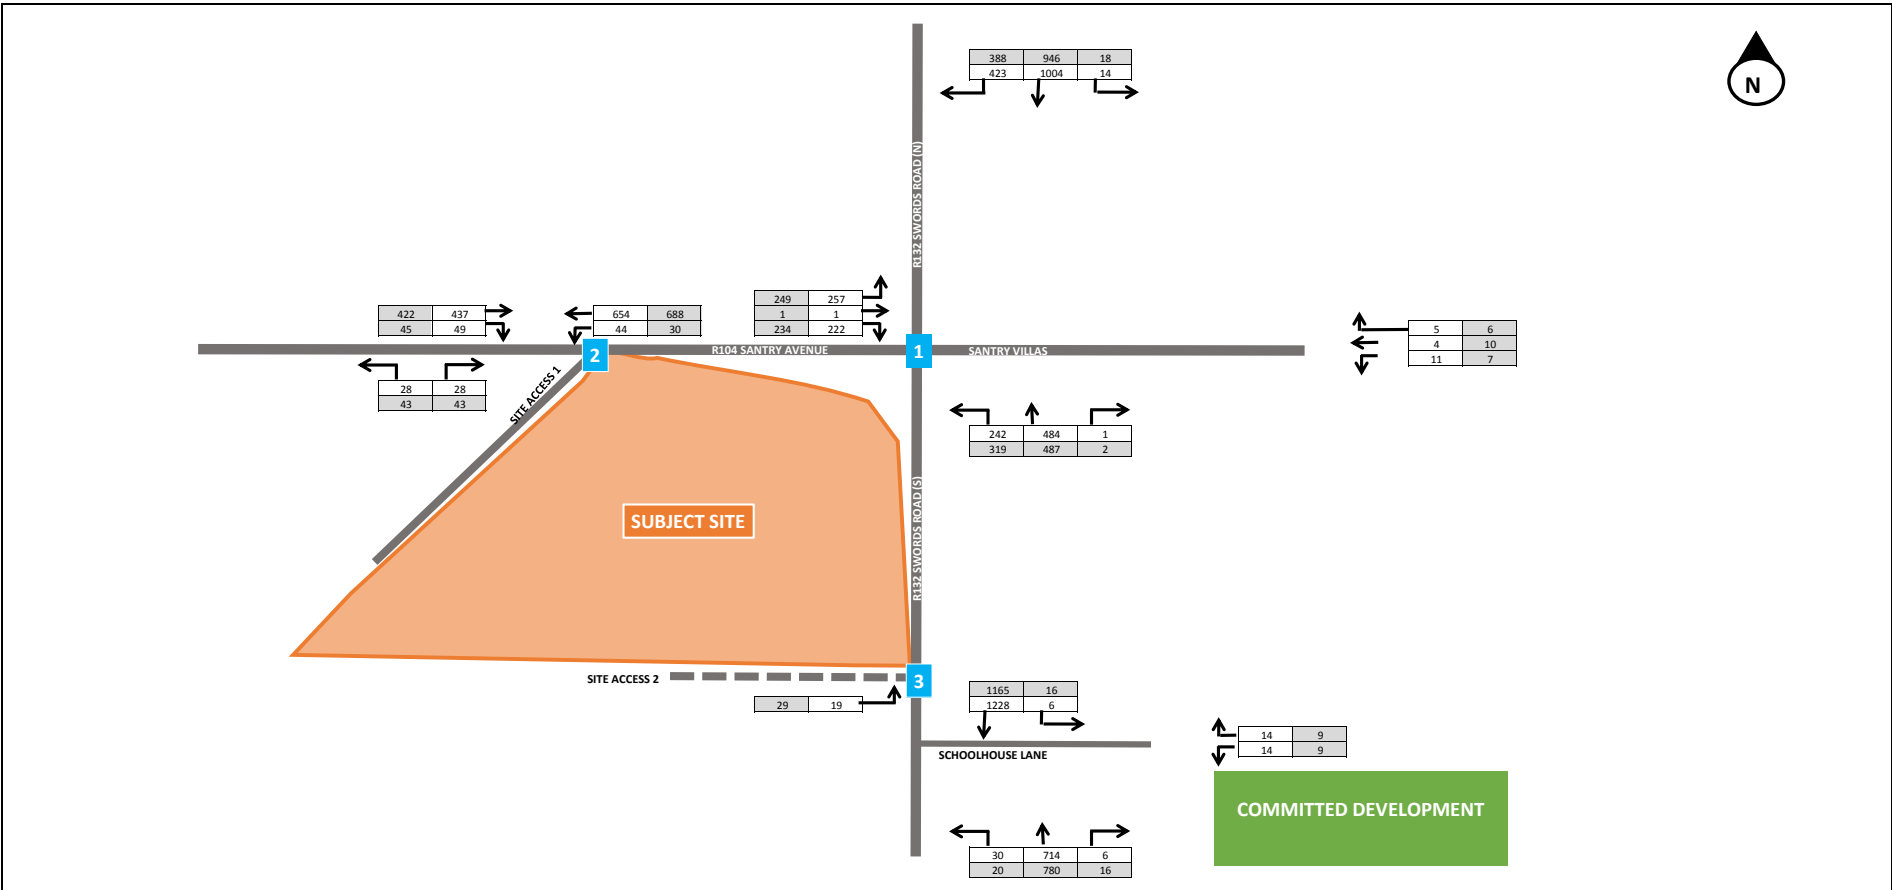 388 946 18
423 1004 14
N
R132 SWORDS ROAD (N)
249 257
1 1
234 222
422 437
45 49
654 688
44 30
5 6
4 10
11 7
2
R104 SANTRY AVENUE
1
SANTRY VILLAS
28 28
43 43
SITE ACCESS 1
242 484 1
319 487 2
SUBJECT SITE
R132 SWORDS ROAD (S)
SITE ACCESS 2
3
29 19
1165 16
1228 6
SCHOOLHOUSE LANE
14 9
14 9
COMMITTED DEVELOPMENT
30 714 6
20 780 16